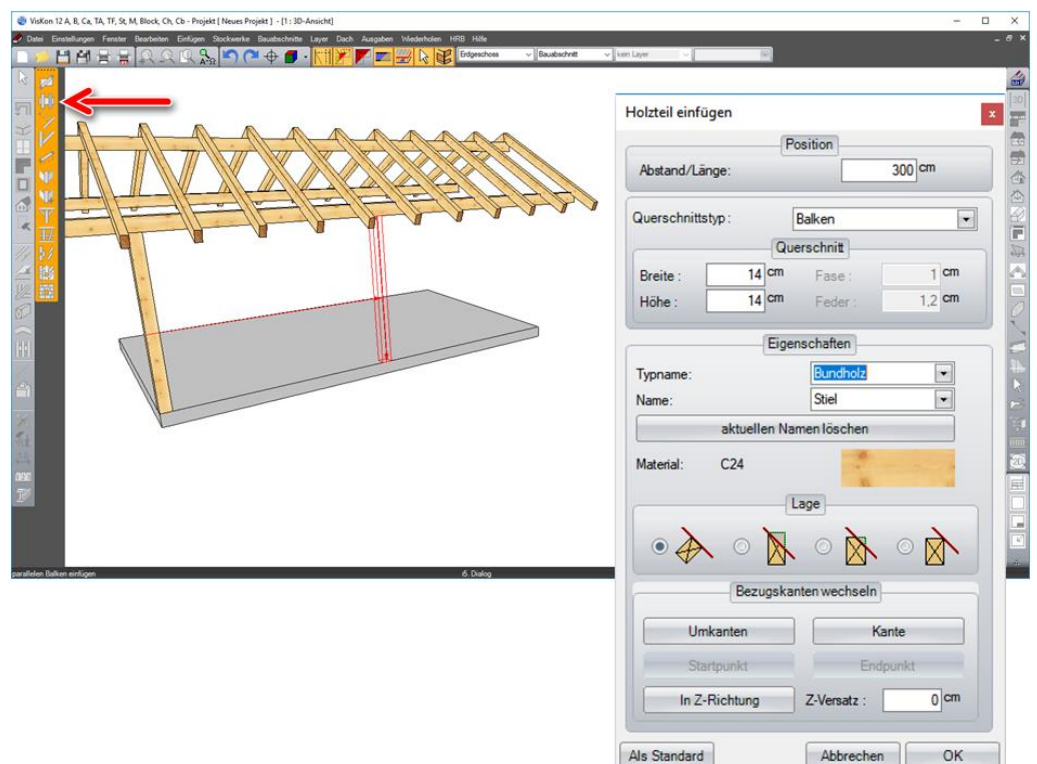 VisKon 12 A, B, Ca, TA, TF, St, M, Block, Ch, Cb - Projekt [ Neues Projekt ] - [1 : 3D-Ansicht]
Datei Einstellungen Fenster Bearbeiten Einfügen Stockwerke Bauabschnitte Layer Dach Ausgaben Wiederholen HRB Hilfe
Erdgeschoss Bauabschnitt kein Layer
Holzteil einfügen
Position
Abstand/Länge: 300 cm
Querschnittstyp : Balken
Querschnitt
Breite : 14 cm Fase : 1 cm
Höhe : 14 cm Feder : 1,2 cm
Eigenschaften
Typname: Bundholz
Name: Stiel
aktuellen Namen löschen
Material: C24
Lage
Bezugskanten wechseln
Umkanten Kante
Startpunkt Endpunkt
In Z-Richtung Z-Versatz : 0 cm
Als Standard Abbrechen OK
parallelen Balken einfügen
Dialog